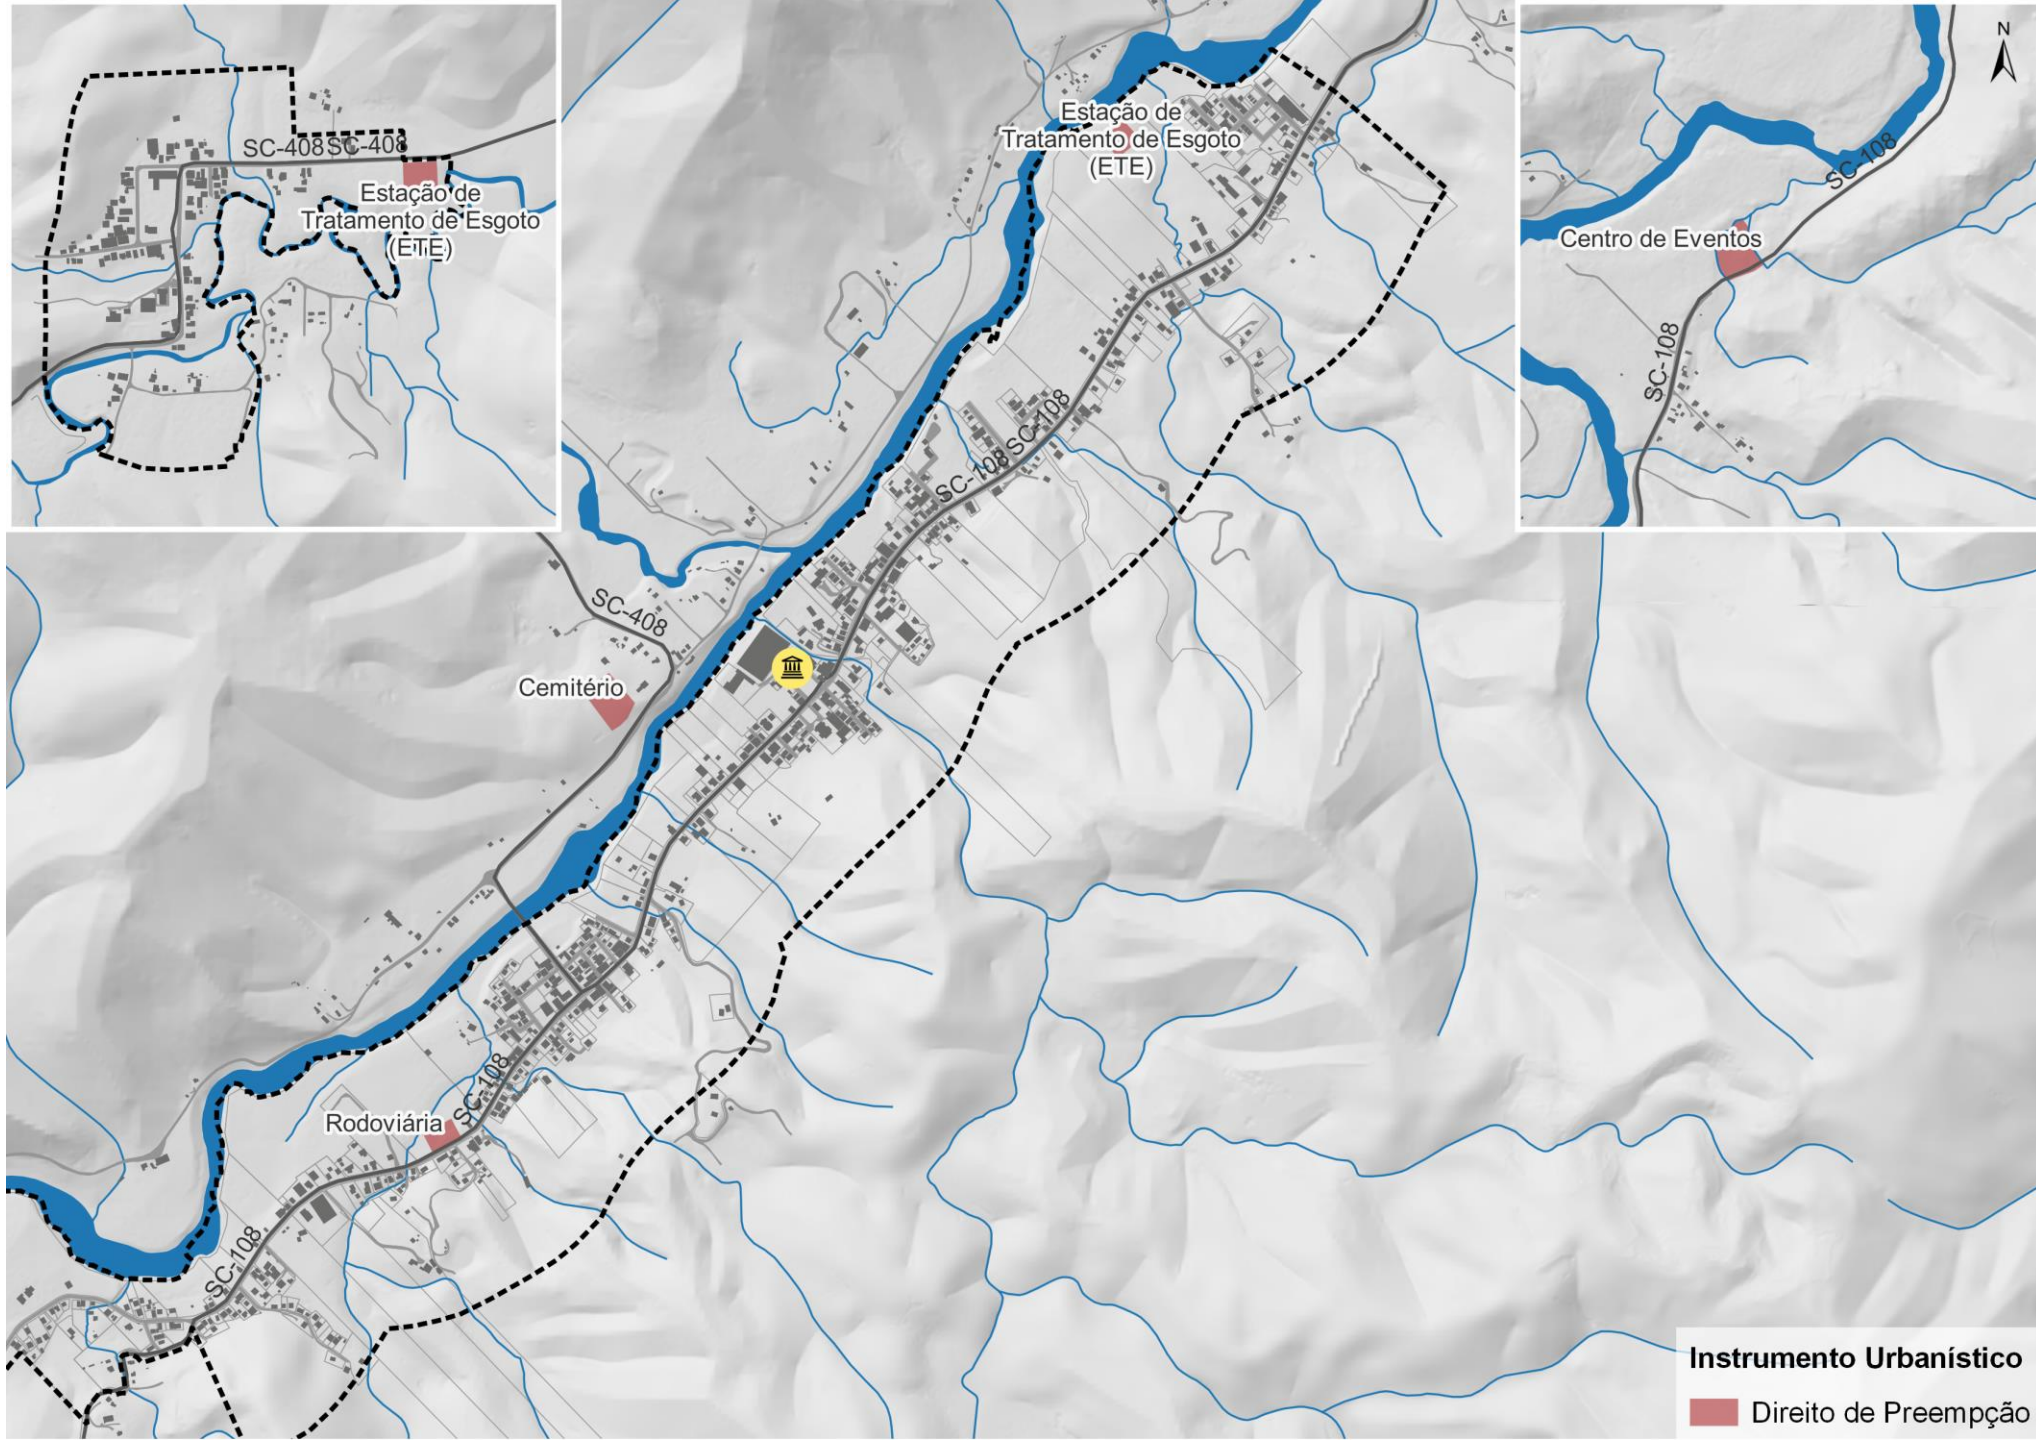 SC-408 SC-408
Estação de
Tratamento de Esgoto
(ETE)
Estação de
Tratamento de Esgoto
(ETE)
N
SC-108
Centro de Eventos
SC-108
SC-108
SC-108
SC-408
Cemitério
SC-108
Rodoviária
SC-108
Instrumento Urbanístico
Direito de Preempção